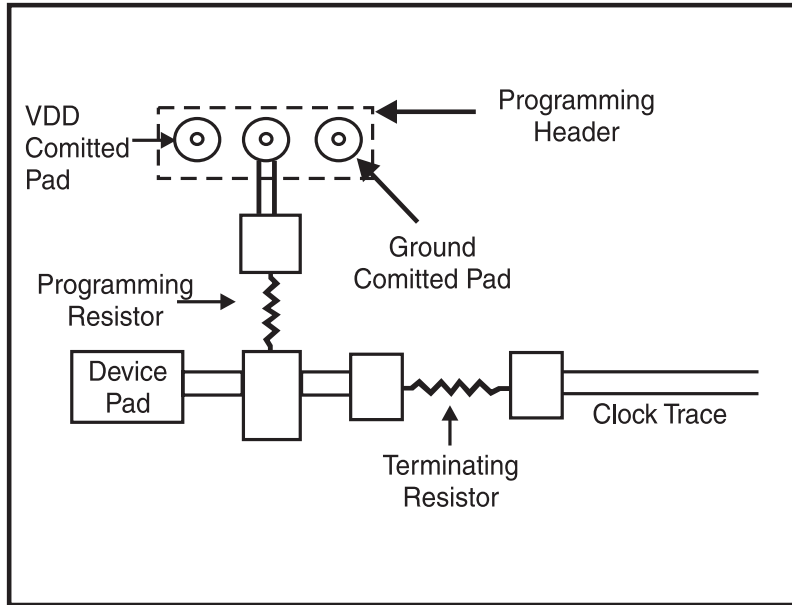 VDD
Comitted
Pad
Programming
Header
Ground
Comitted Pad
Programming
Resistor
Device
Pad
Clock Trace
Terminating
Resistor